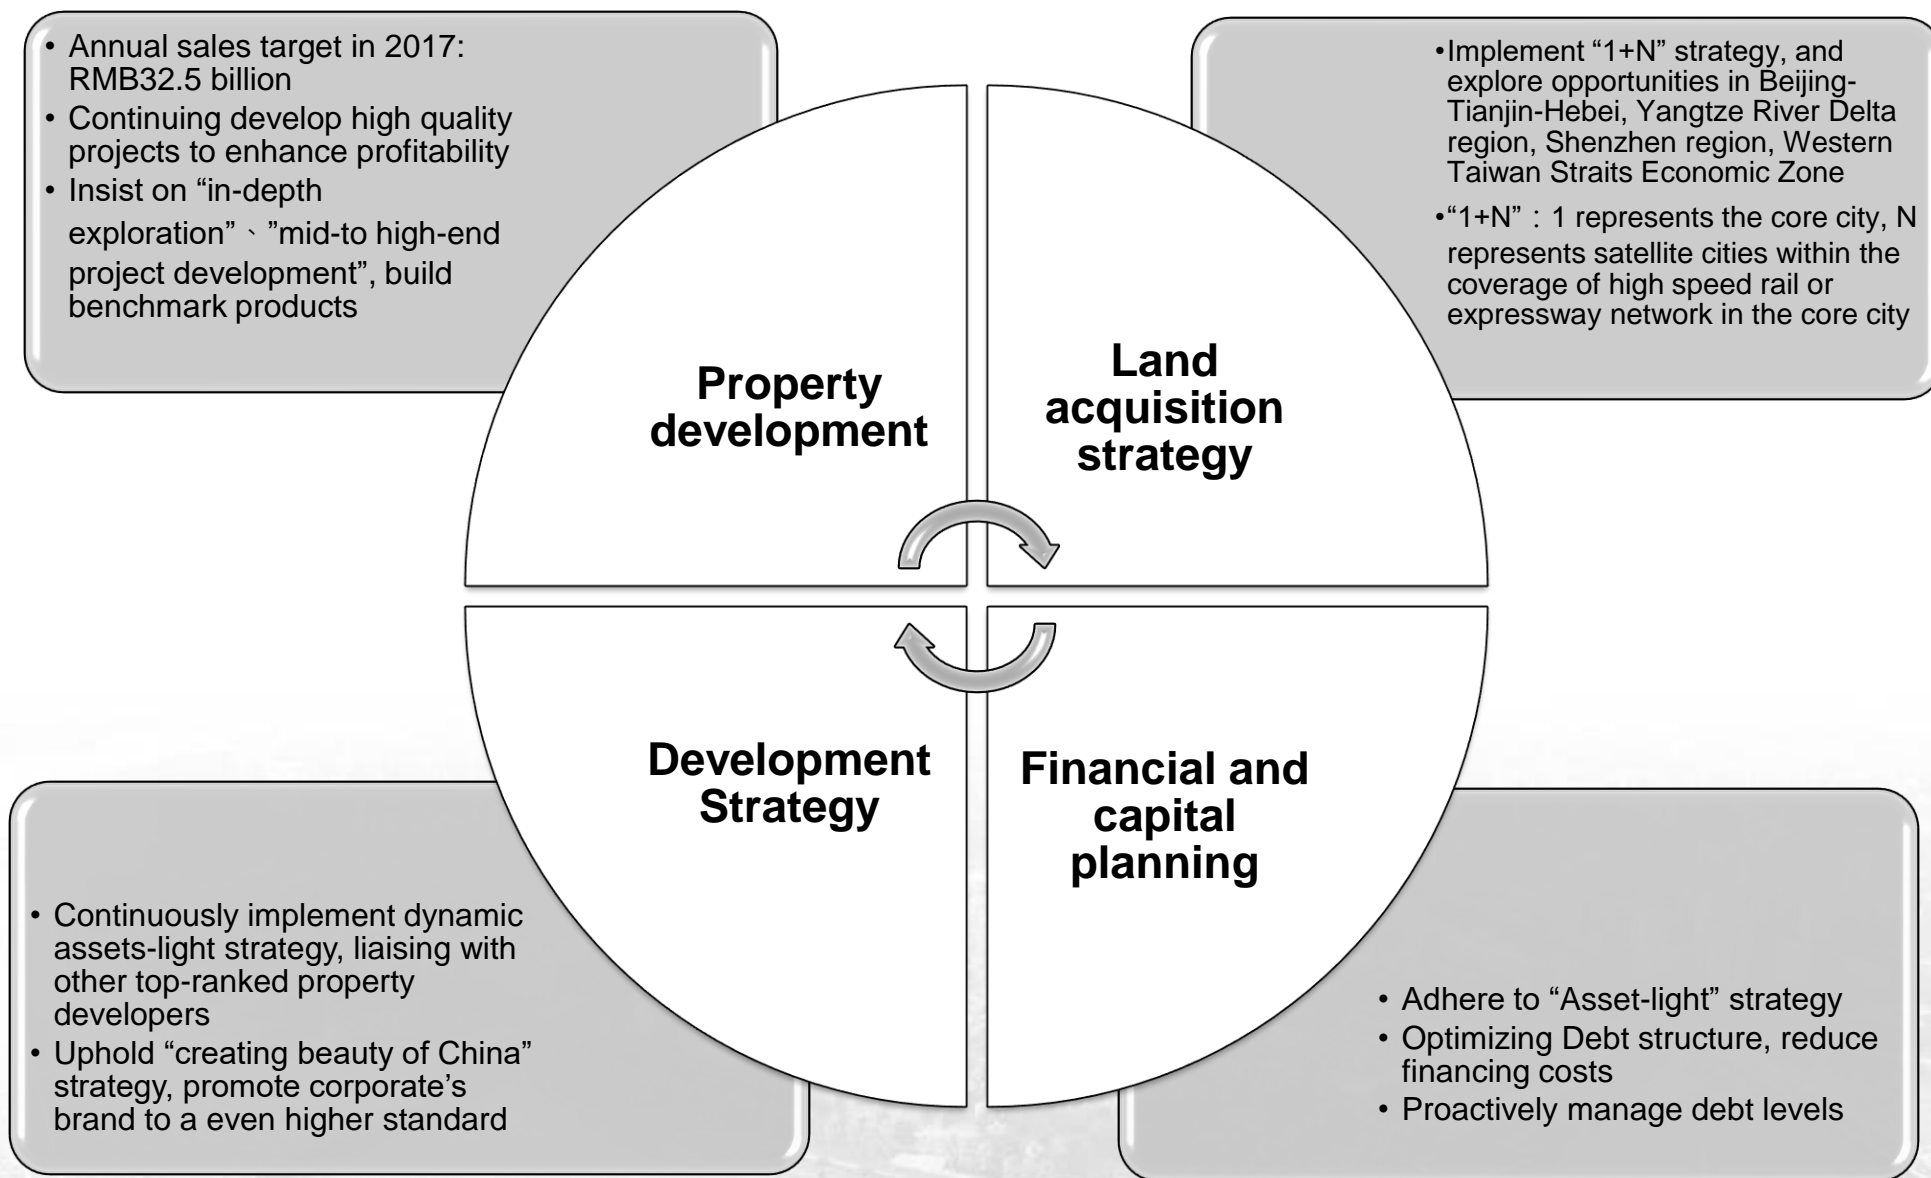 • Annual sales target in 2017:
RMB32.5 billion
• Continuing develop high quality
projects to enhance profitability
• Insist on “in-depth
exploration”、”mid-to high-end
project development”, build
benchmark products
•Implement “1+N” strategy, and
explore opportunities in Beijing-
Tianjin-Hebei, Yangtze River Delta
region, Shenzhen region, Western
Taiwan Straits Economic Zone
•“1+N”：1 represents the core city, N
represents satellite cities within the
coverage of high speed rail or
expressway network in the core city
Property
development
Land
acquisition
strategy
Development
Strategy
Financial and
capital
planning
• Continuously implement dynamic
assets-light strategy, liaising with
other top-ranked property
developers
• Uphold “creating beauty of China”
strategy, promote corporate’s
brand to a even higher standard
• Adhere to “Asset-light” strategy
• Optimizing Debt structure, reduce
financing costs
• Proactively manage debt levels